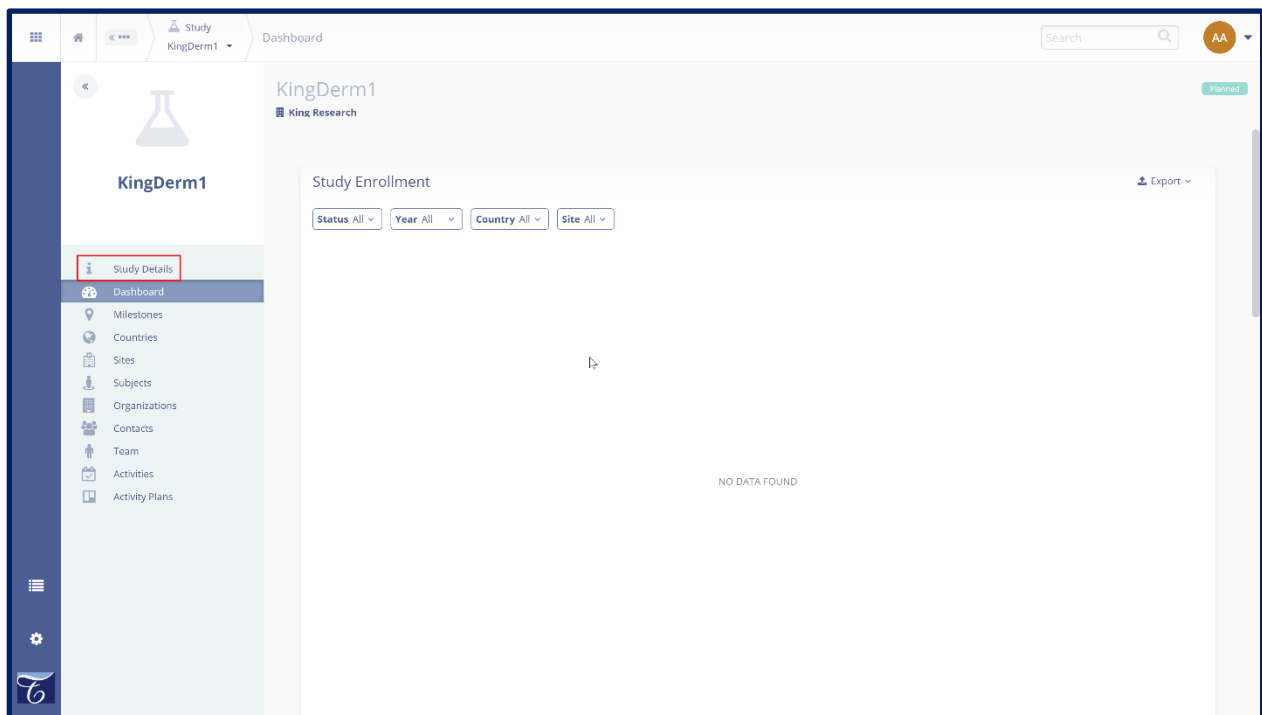 Study
KingDerm1
Dashboard
Search
AA
KingDerm1
King Research
Planned
KingDerm1
Study Enrollment
Export
Status All
Year All
Country All
Site All
Study Details
Dashboard
Milestones
Countries
Sites
Subjects
Organizations
Contacts
Team
Activities
Activity Plans
NO DATA FOUND